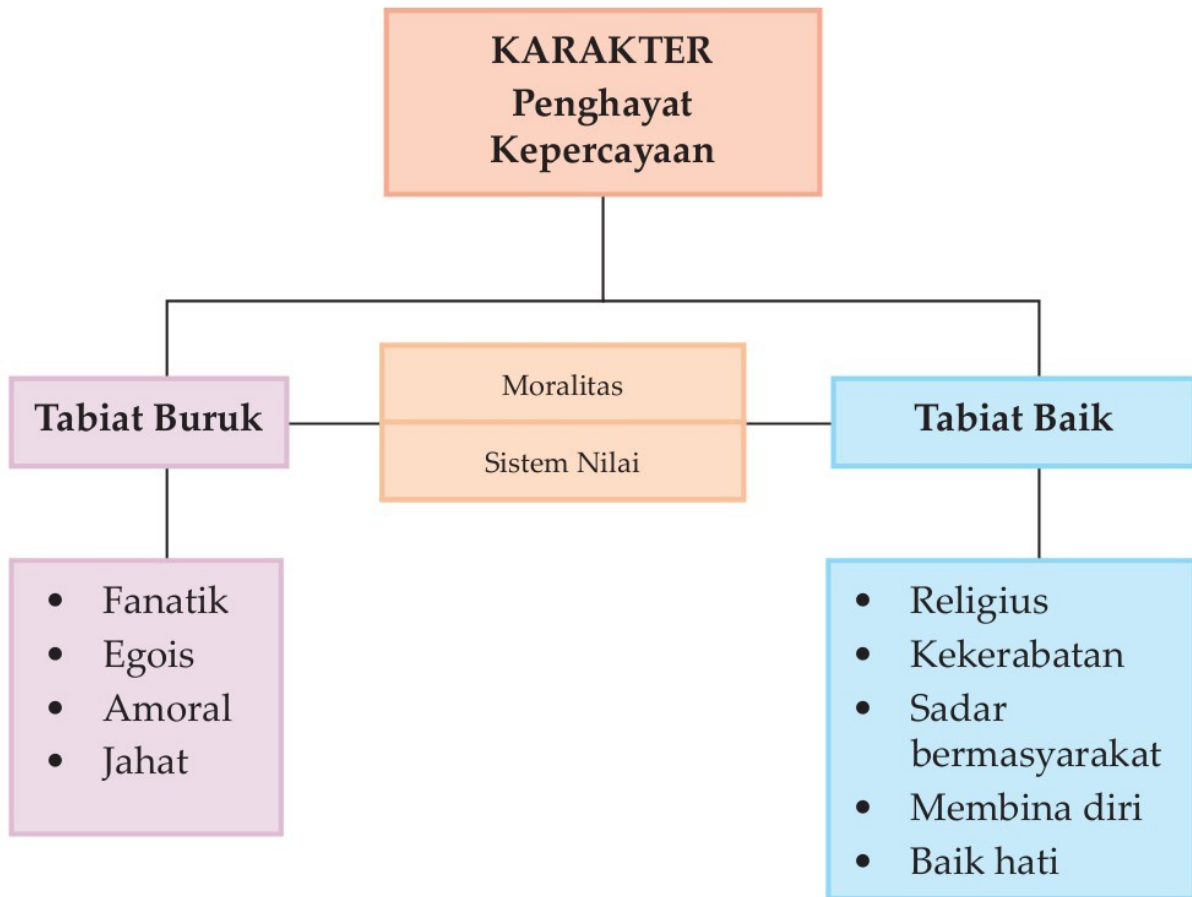 KARAKTER
Penghayat
Kepercayaan
Moralitas
Sistem Nilai
Tabiat Buruk
Tabiat Baik
• Fanatik
• Egois
• Amoral
• Jahat
• Religius
• Kekerabatan
• Sadar
bermasyarakat
• Membina diri
• Baik hati